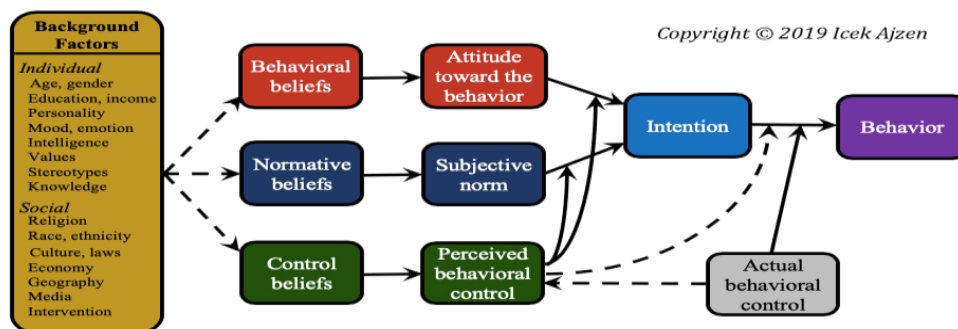 Background
Factors
Individual
Age, gender
Education, income
Personality
Mood, emotion
Intelligence
Values
Stereotypes
Knowledge
Social
Religion
Race, ethnicity
Culture, laws
Economy
Geography
Media
Intervention
Behavioral
beliefs
Normative
beliefs
Control
beliefs
Attitude
toward the
behavior
Subjective
norm
Perceived
behavioral
control
Copyright © 2019 Icek Ajzen
Intention
Behavior
Actual
behavioral
control